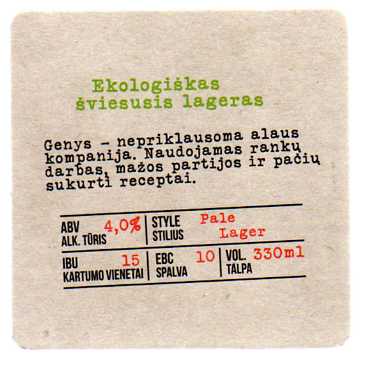 Ekologiškas
šviesusis lageras
Genys – nepriklausoma alaus
kompanija. Naudojamas rankų
darbas, mažos partijos ir pačių
sukurti receptai.
ABV 4,0% STYLE Pale
ALK. TŪRIS STILIUS Lager
IBU 15 EBC 10 VOL. 330ml
KARTUMO VIENETAI SPALVA TALPA